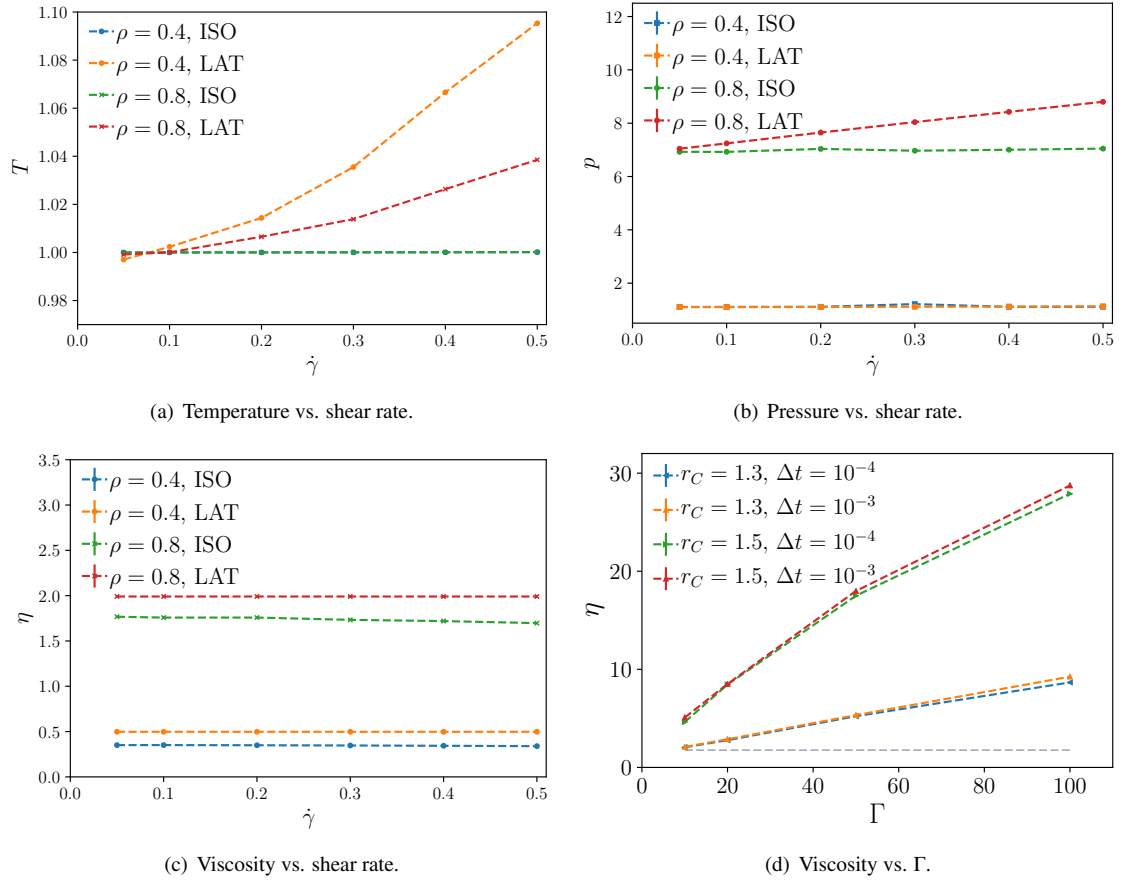 1.10
1.08
1.06
1.04
1.02
1.00
0.98
T
ρ = 0.4, ISO
ρ = 0.4, LAT
ρ = 0.8, ISO
ρ = 0.8, LAT
0.0 0.1 0.2 0.3 0.4 0.5
γ̇
(a) Temperature vs. shear rate.
12
10
8
6
4
2
p
ρ = 0.4, ISO
ρ = 0.4, LAT
ρ = 0.8, ISO
ρ = 0.8, LAT
0.0 0.1 0.2 0.3 0.4 0.5
γ̇
(b) Pressure vs. shear rate.
3.5
3.0
2.5
2.0
1.5
1.0
0.5
0.0
η
ρ = 0.4, ISO
ρ = 0.4, LAT
ρ = 0.8, ISO
ρ = 0.8, LAT
0.0 0.1 0.2 0.3 0.4 0.5
γ̇
(c) Viscosity vs. shear rate.
30
20
10
0
η
r_C = 1.3, Δt = 10⁻⁴
r_C = 1.3, Δt = 10⁻³
r_C = 1.5, Δt = 10⁻⁴
r_C = 1.5, Δt = 10⁻³
0 20 40 60 80 100
Γ
(d) Viscosity vs. Γ.